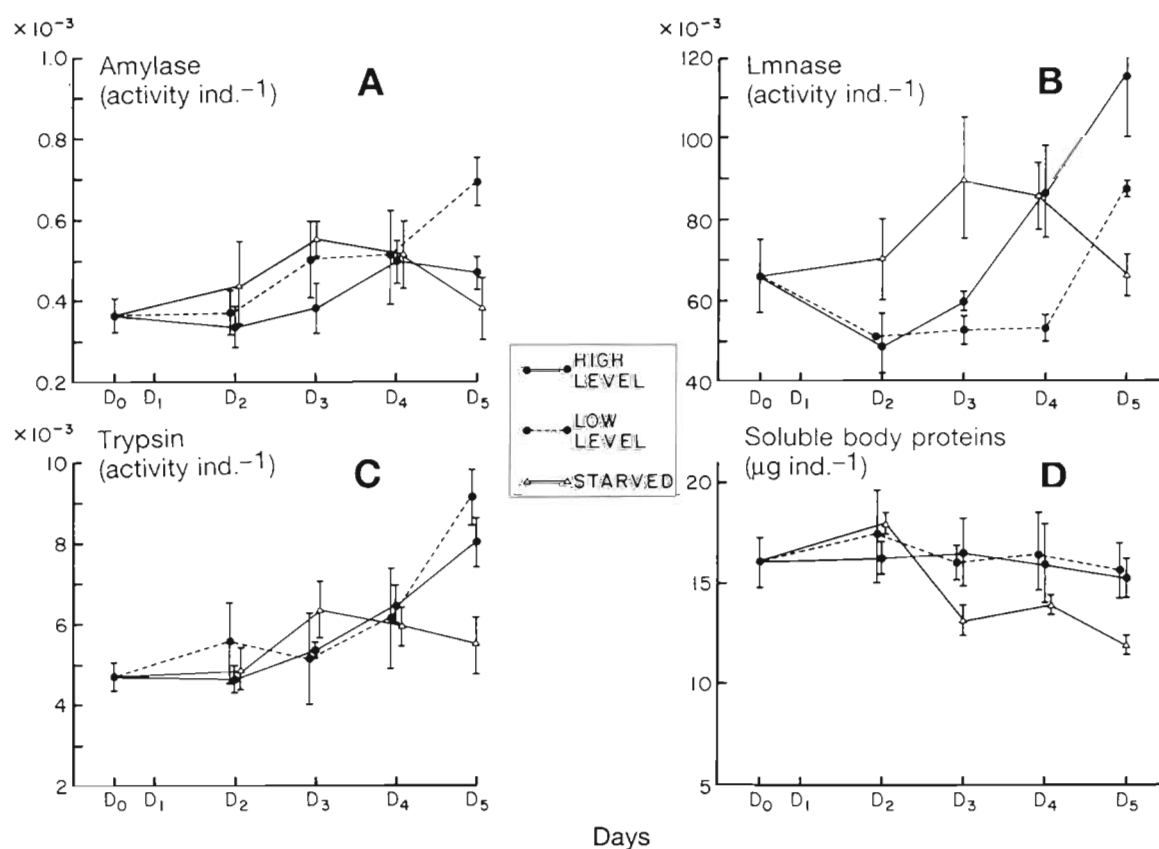 × 10⁻³
Amylase
(activity ind.⁻¹)
A
1.0
0.8
0.6
0.4
0.2
D₀ D₁ D₂ D₃ D₄ D₅
× 10⁻³
Lmnase
(activity ind.⁻¹)
B
120
100
80
60
40
D₀ D₁ D₂ D₃ D₄ D₅
HIGH
LEVEL
LOW
LEVEL
STARVED
× 10⁻³
Trypsin
(activity ind.⁻¹)
C
10
8
6
4
2
D₀ D₁ D₂ D₃ D₄ D₅
Soluble body proteins
(µg ind.⁻¹)
D
20
15
10
5
D₀ D₁ D₂ D₃ D₄ D₅
Days